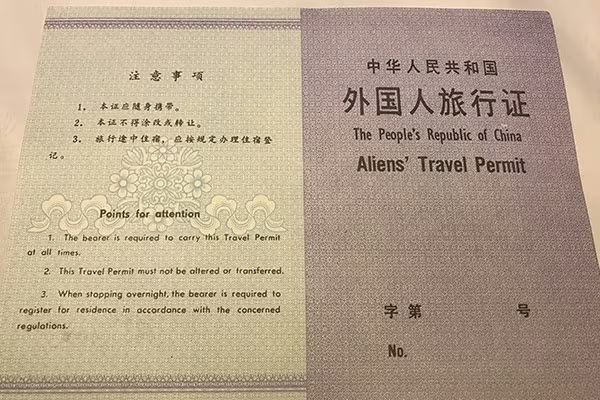 注意事项
1. 本证应随身携带。
2. 本证不得涂改或转让。
3. 旅行途中住宿，应按规定办理住宿登
记。
Points for attention
1. The bearer is required to carry this Travel Permit
at all times.
2. This Travel Permit must not be altered or transferred.
3. When stopping overnight, the bearer is required to
register for residence in accordance with the concerned
regulations.
中华人民共和国
外国人旅行证
The People's Republic of China
Aliens' Travel Permit
字第 号
No.